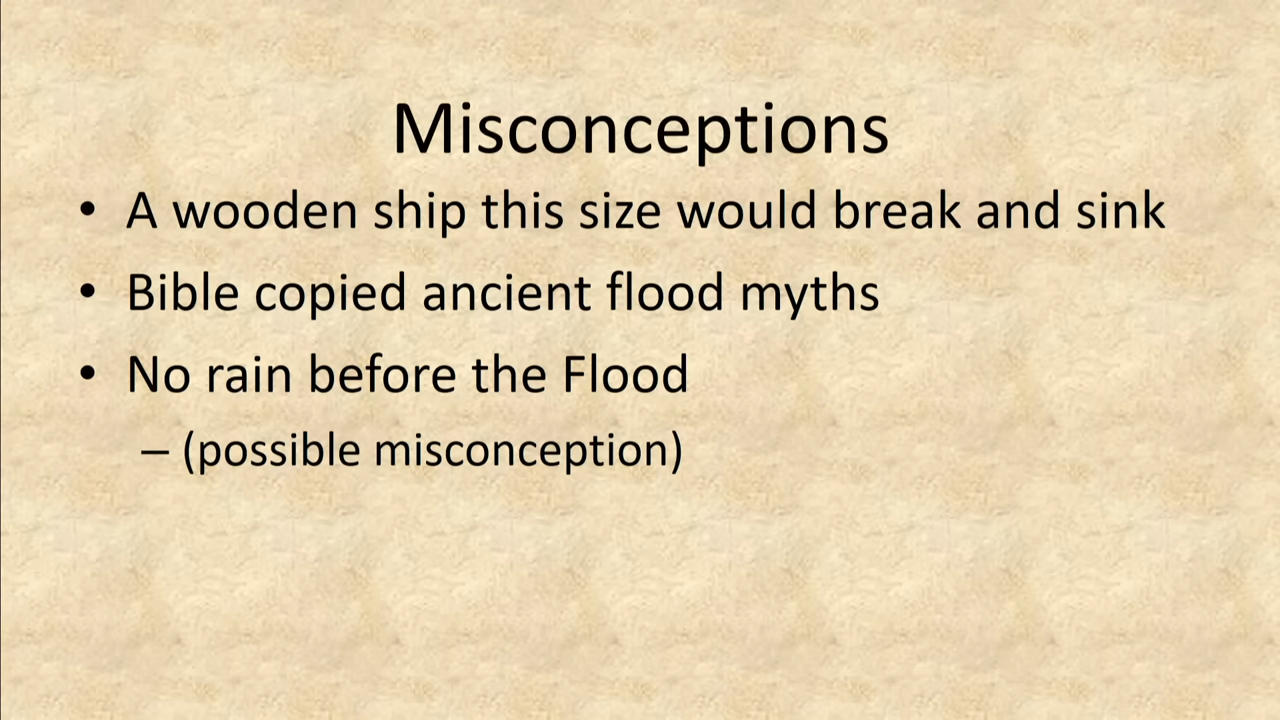 Misconceptions
• A wooden ship this size would break and sink
• Bible copied ancient flood myths
• No rain before the Flood
– (possible misconception)